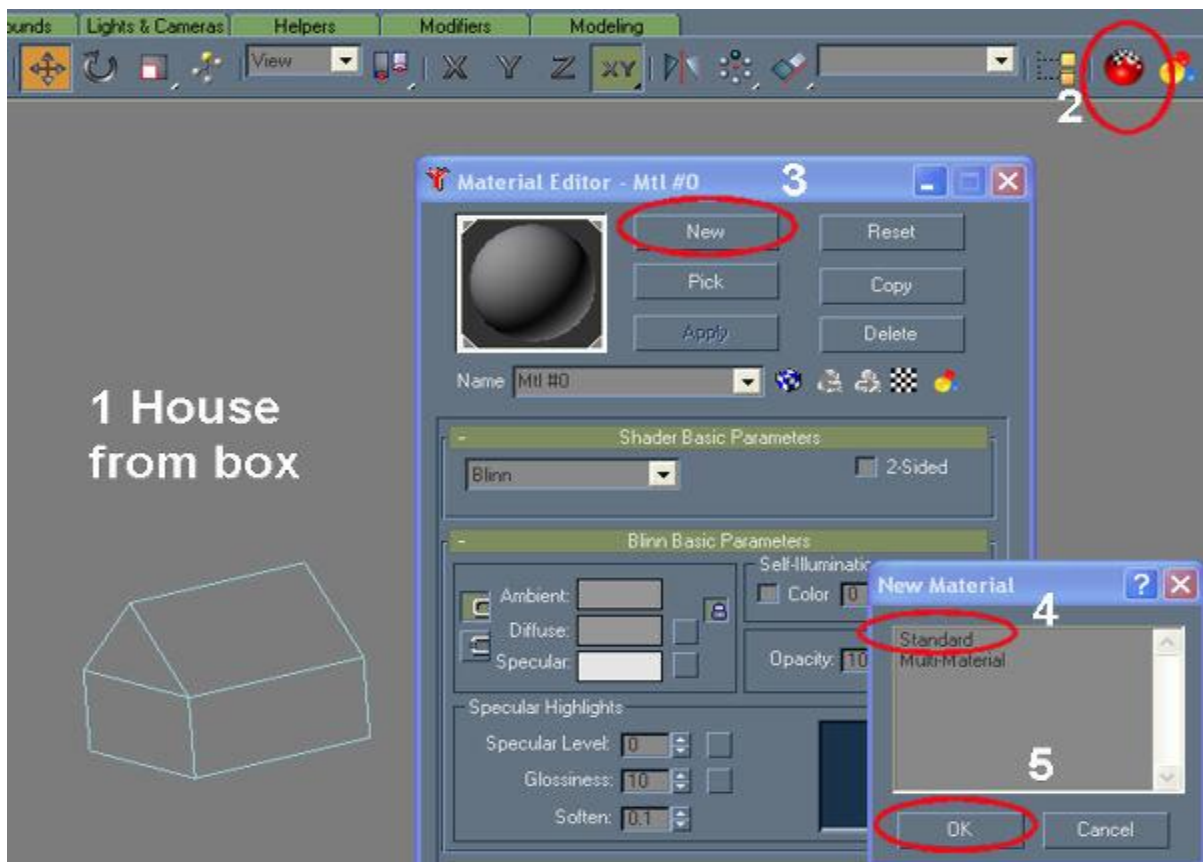 Lights & Cameras Helpers Modifiers Modeling
View X Y Z XY
2
Material Editor - Mtl #0 3
New Reset
Pick Copy
Apply Delete
Name Mtl #0
1 House
from box
- Shader Basic Parameters
Blinn 2-Sided
- Blinn Basic Parameters
Ambient:
Diffuse:
Specular:
Color 0
Opacity: 10
Specular Highlights
Specular Level: 0
Glossiness: 10
Soften: 0.1
New Material ? 4
Standard
Multi-Material
5
OK Cancel